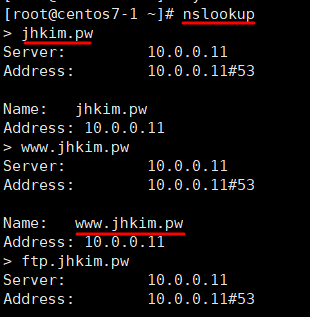 [root@centos7-1 ~]# nslookup
> jhkim.pw
Server:         10.0.0.11
Address:        10.0.0.11#53

Name:   jhkim.pw
Address: 10.0.0.11
> www.jhkim.pw
Server:         10.0.0.11
Address:        10.0.0.11#53

Name:   www.jhkim.pw
Address: 10.0.0.11
> ftp.jhkim.pw
Server:         10.0.0.11
Address:        10.0.0.11#53